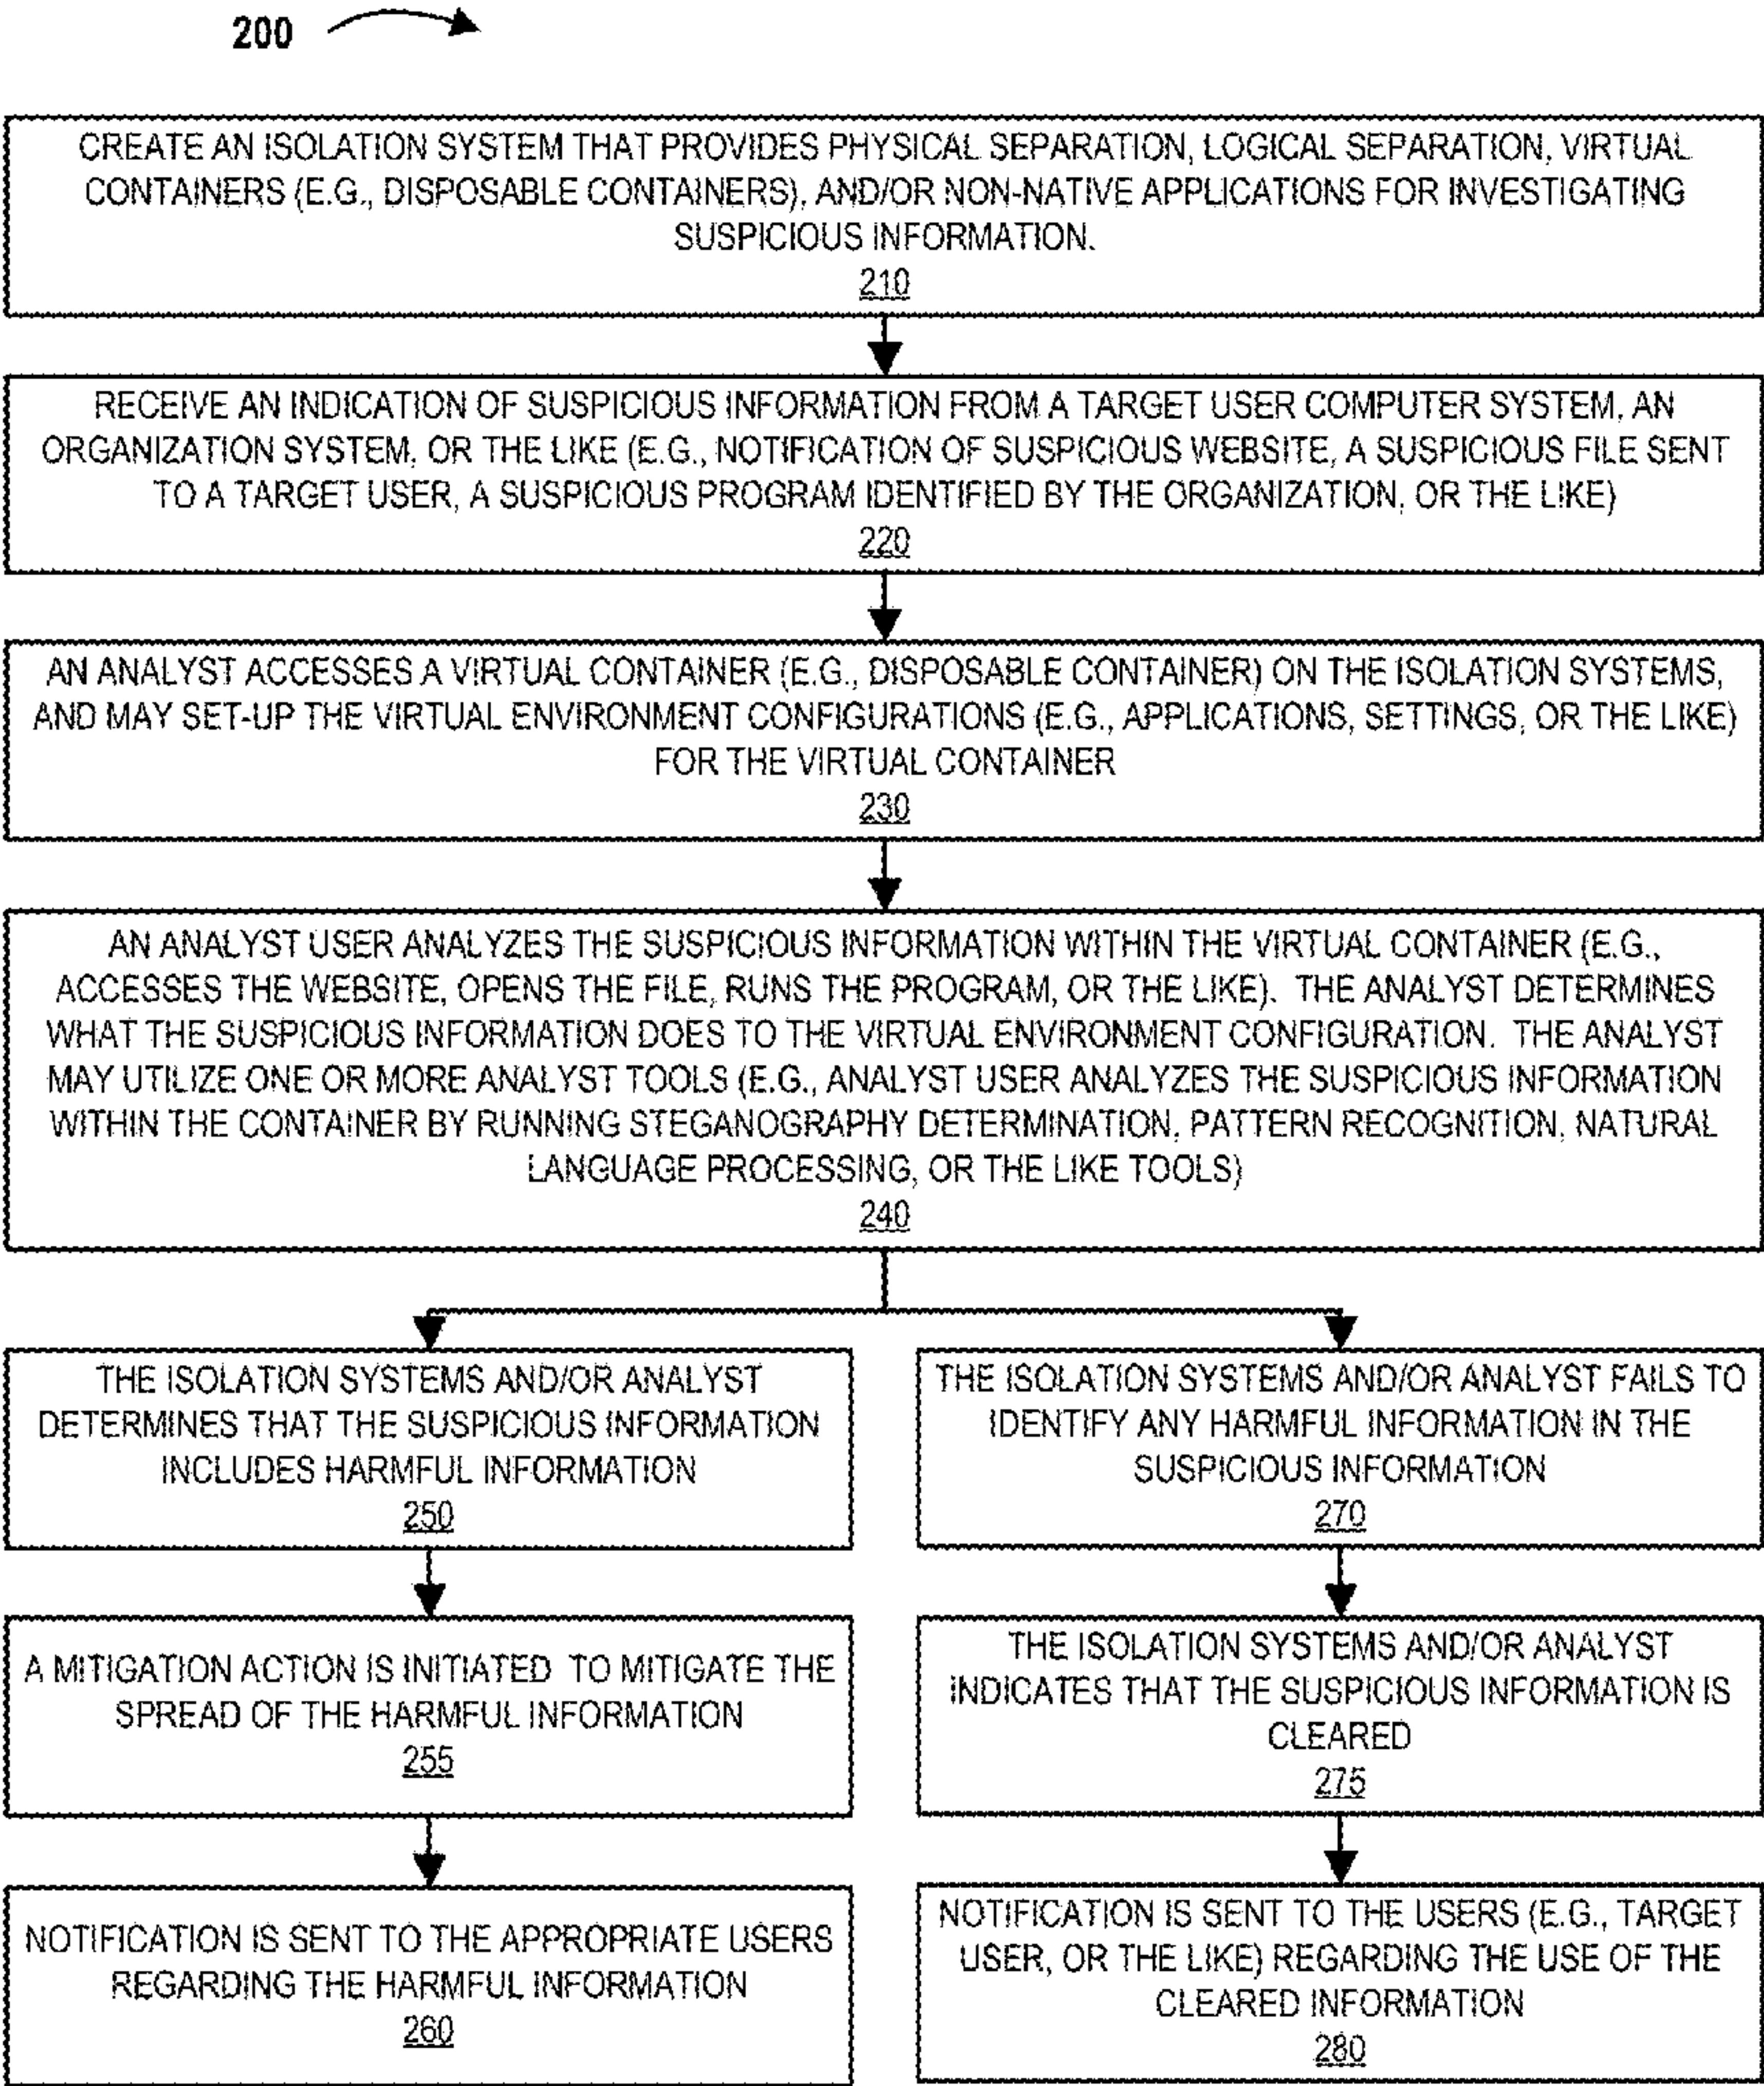 200
CREATE AN ISOLATION SYSTEM THAT PROVIDES PHYSICAL SEPARATION, LOGICAL SEPARATION, VIRTUAL
CONTAINERS (E.G., DISPOSABLE CONTAINERS), AND/OR NON-NATIVE APPLICATIONS FOR INVESTIGATING
SUSPICIOUS INFORMATION.
210
RECEIVE AN INDICATION OF SUSPICIOUS INFORMATION FROM A TARGET USER COMPUTER SYSTEM, AN
ORGANIZATION SYSTEM, OR THE LIKE (E.G., NOTIFICATION OF SUSPICIOUS WEBSITE, A SUSPICIOUS FILE SENT
TO A TARGET USER, A SUSPICIOUS PROGRAM IDENTIFIED BY THE ORGANIZATION, OR THE LIKE)
220
AN ANALYST ACCESSES A VIRTUAL CONTAINER (E.G., DISPOSABLE CONTAINER) ON THE ISOLATION SYSTEMS,
AND MAY SET-UP THE VIRTUAL ENVIRONMENT CONFIGURATIONS (E.G., APPLICATIONS, SETTINGS, OR THE LIKE)
FOR THE VIRTUAL CONTAINER
230
AN ANALYST USER ANALYZES THE SUSPICIOUS INFORMATION WITHIN THE VIRTUAL CONTAINER (E.G.,
ACCESSES THE WEBSITE, OPENS THE FILE, RUNS THE PROGRAM, OR THE LIKE). THE ANALYST DETERMINES
WHAT THE SUSPICIOUS INFORMATION DOES TO THE VIRTUAL ENVIRONMENT CONFIGURATION. THE ANALYST
MAY UTILIZE ONE OR MORE ANALYST TOOLS (E.G., ANALYST USER ANALYZES THE SUSPICIOUS INFORMATION
WITHIN THE CONTAINER BY RUNNING STEGANOGRAPHY DETERMINATION, PATTERN RECOGNITION, NATURAL
LANGUAGE PROCESSING, OR THE LIKE TOOLS)
240
THE ISOLATION SYSTEMS AND/OR ANALYST
DETERMINES THAT THE SUSPICIOUS INFORMATION
INCLUDES HARMFUL INFORMATION
250
A MITIGATION ACTION IS INITIATED TO MITIGATE THE
SPREAD OF THE HARMFUL INFORMATION
255
NOTIFICATION IS SENT TO THE APPROPRIATE USERS
REGARDING THE HARMFUL INFORMATION
260
THE ISOLATION SYSTEMS AND/OR ANALYST FAILS TO
IDENTIFY ANY HARMFUL INFORMATION IN THE
SUSPICIOUS INFORMATION
270
THE ISOLATION SYSTEMS AND/OR ANALYST
INDICATES THAT THE SUSPICIOUS INFORMATION IS
CLEARED
275
NOTIFICATION IS SENT TO THE USERS (E.G., TARGET
USER, OR THE LIKE) REGARDING THE USE OF THE
CLEARED INFORMATION
280